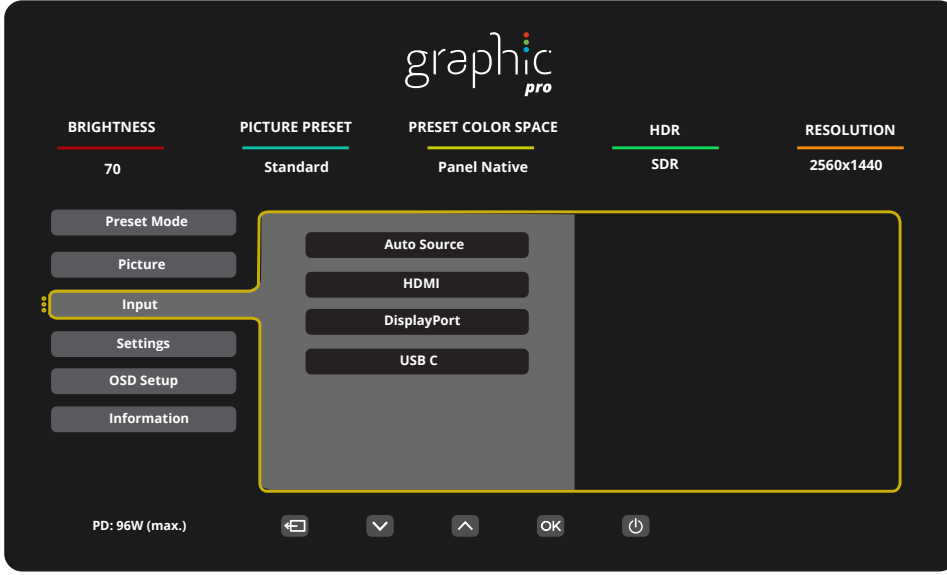 graphic
pro
BRIGHTNESS
70
PICTURE PRESET
Standard
PRESET COLOR SPACE
Panel Native
HDR
SDR
RESOLUTION
2560x1440
Preset Mode
Picture
Input
Settings
OSD Setup
Information
Auto Source
HDMI
DisplayPort
USB C
PD: 96W (max.)
OK